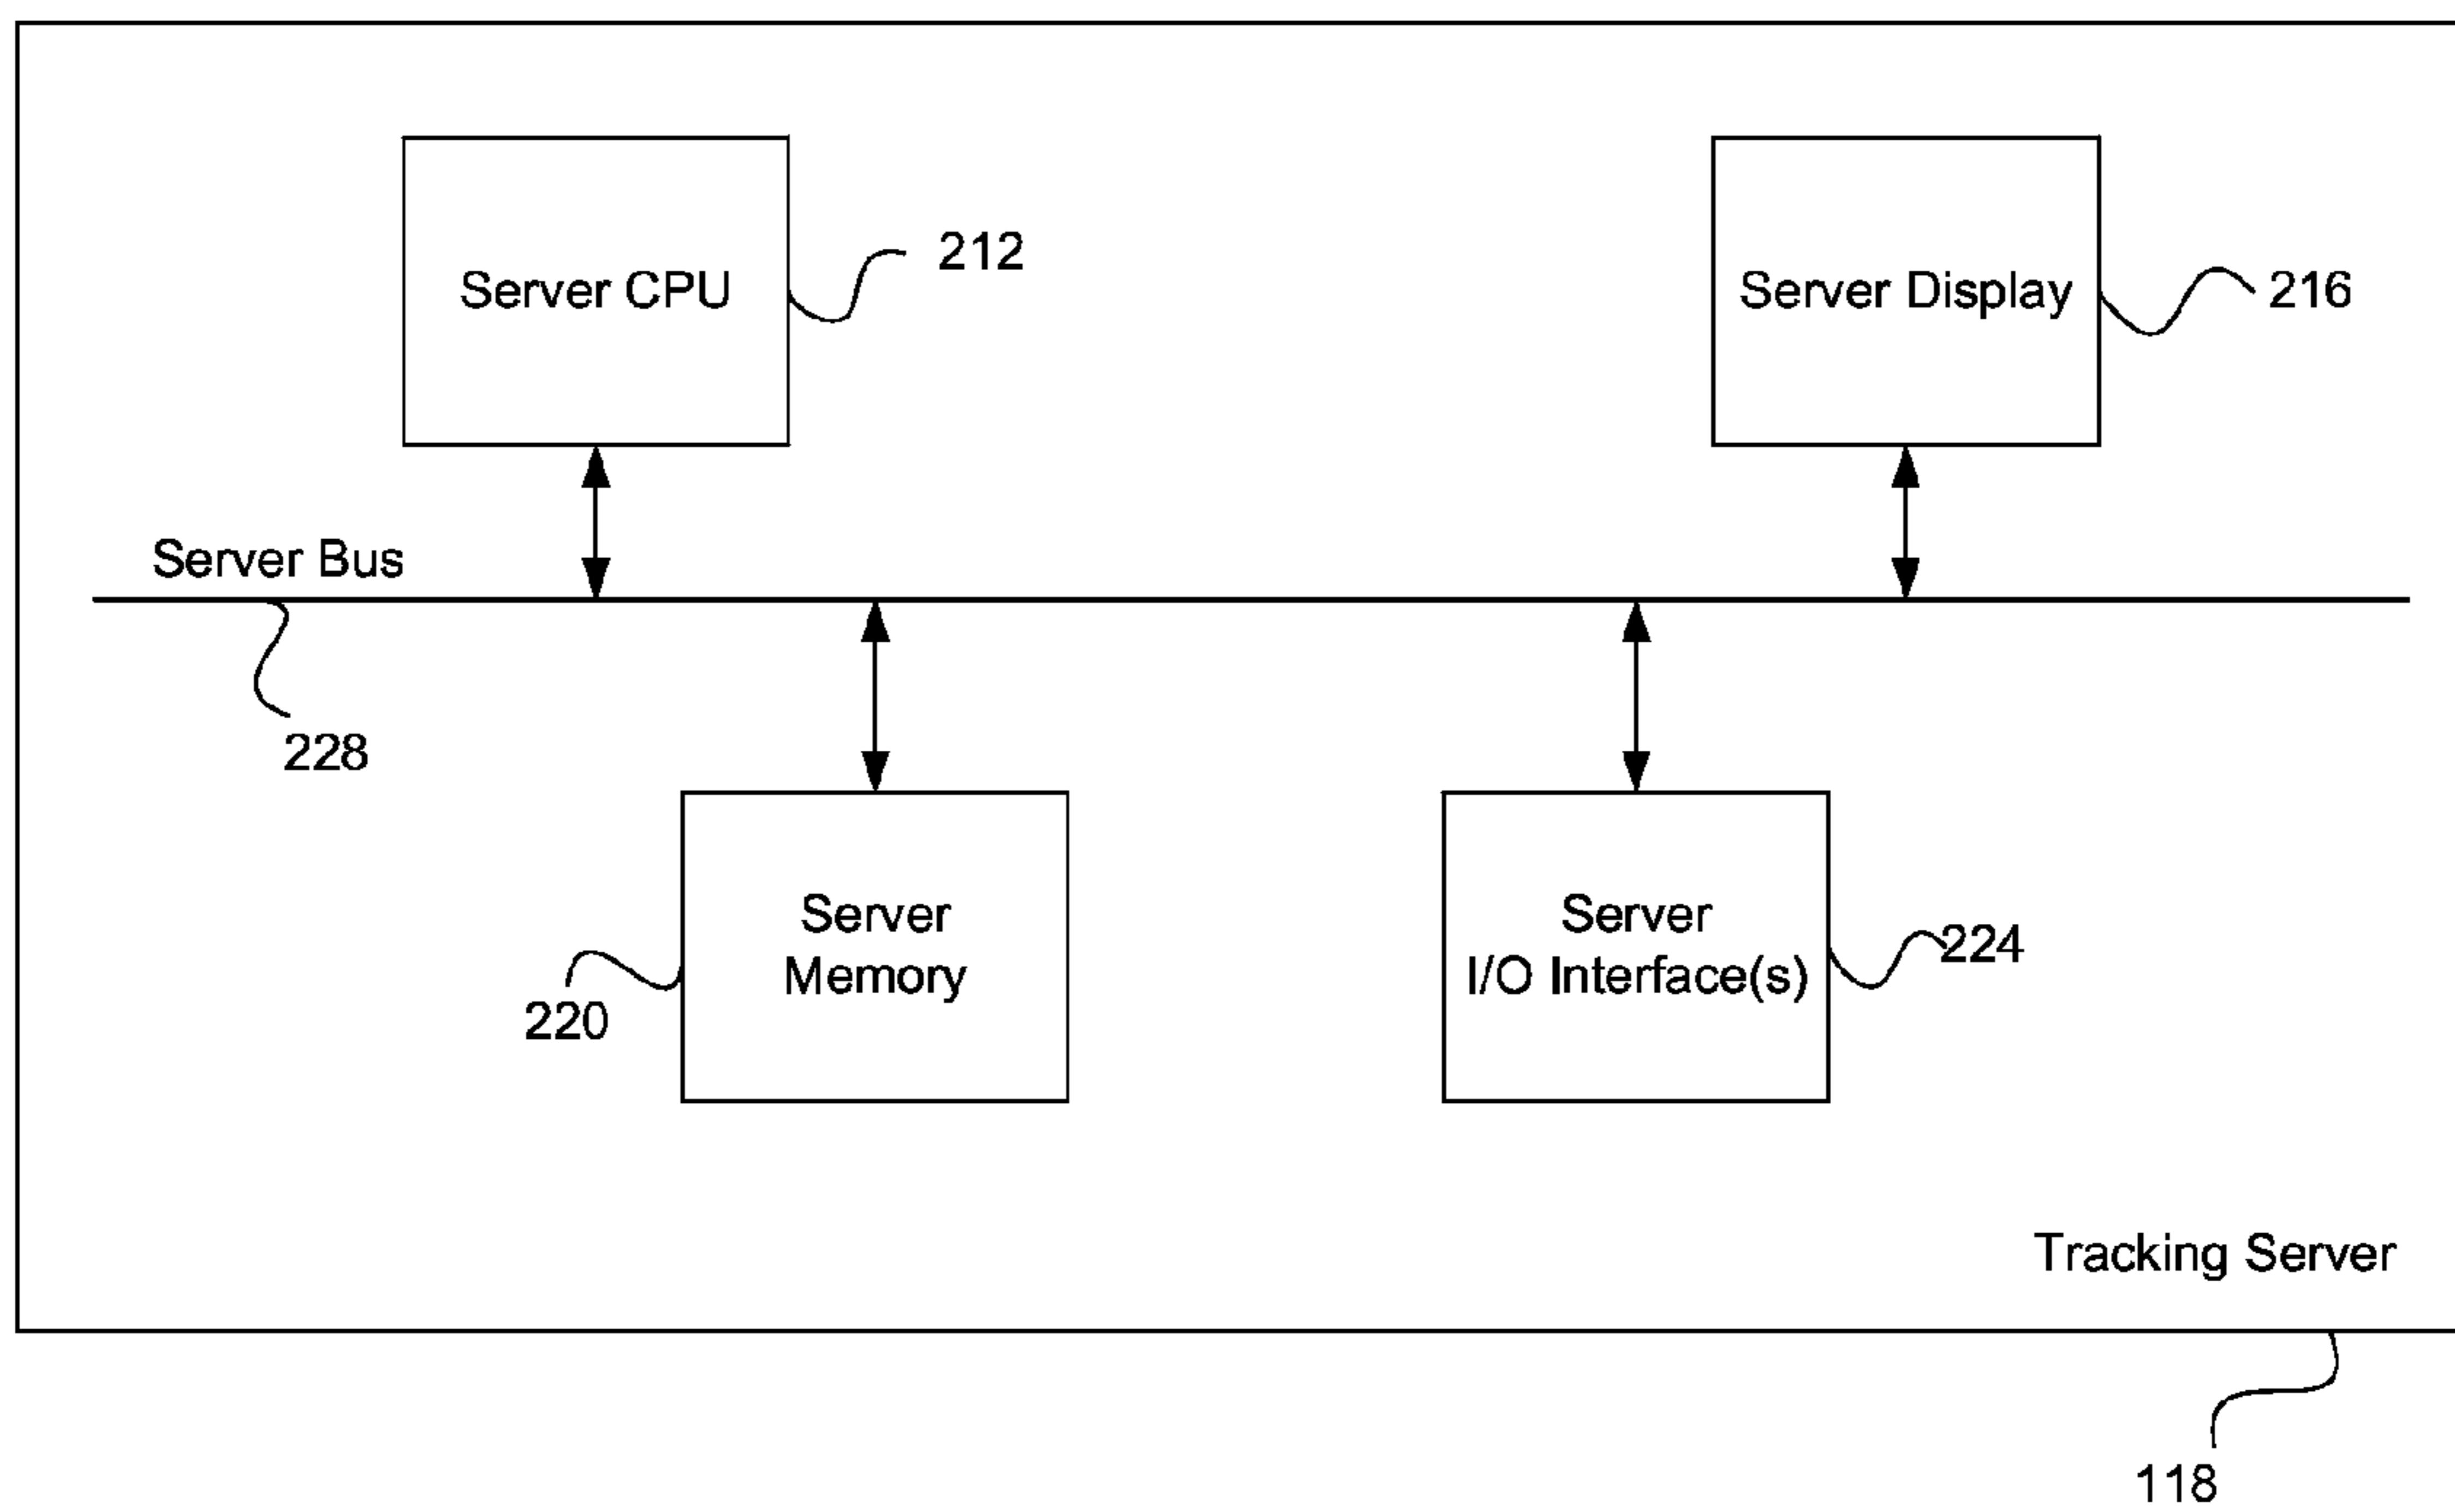 Server CPU
212
Server Display
216
Server Bus
228
Server
Memory
220
Server
I/O Interface(s)
224
Tracking Server
118